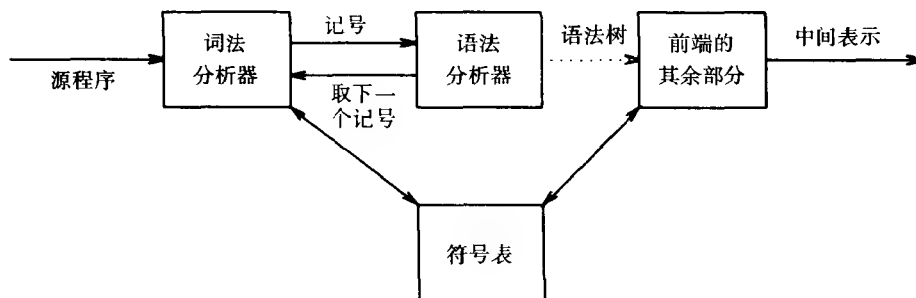 词法
分析器
记号
取下一
个记号
语法
分析器
语法树
前端的
其余部分
中间表示
源程序
符号表